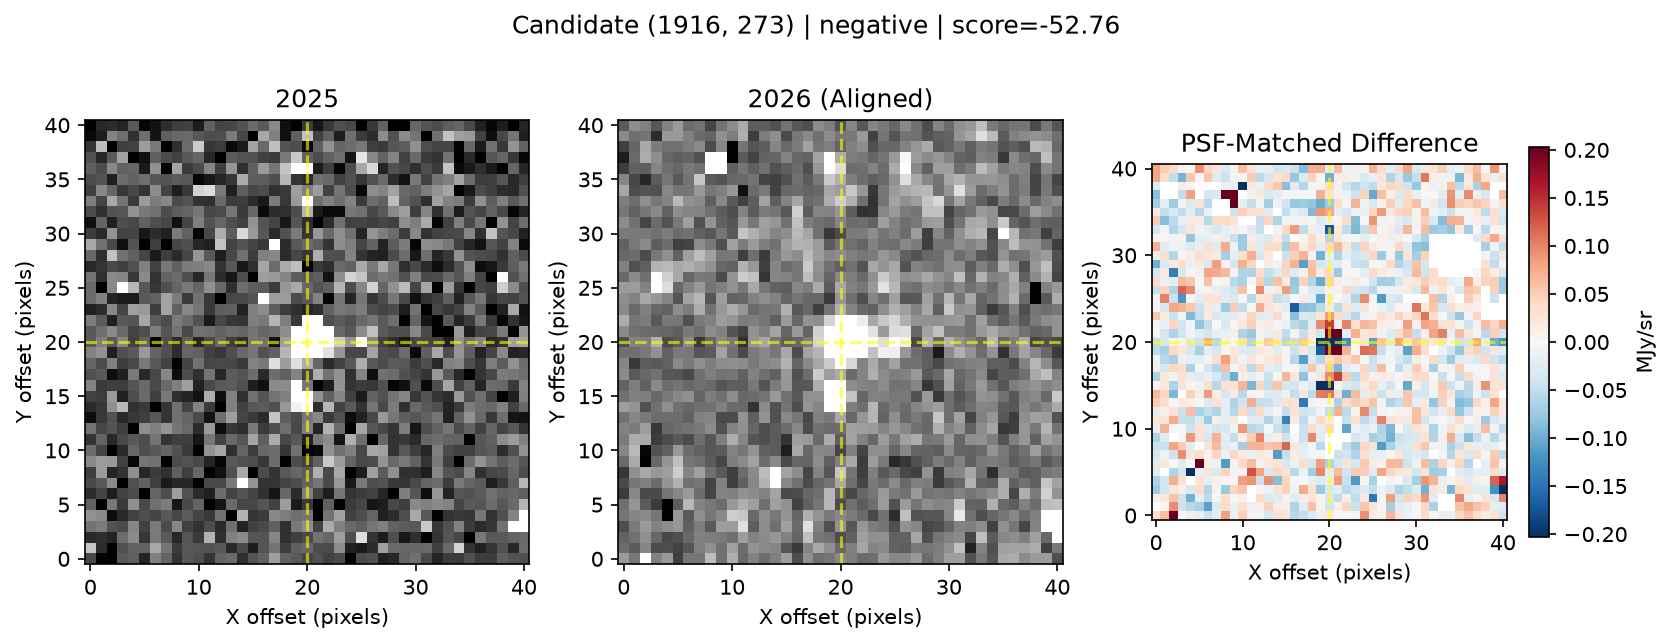 Candidate (1916, 273) | negative | score=-52.76
2025
2026 (Aligned)
PSF-Matched Difference
40
35
30
25
20
15
10
5
0
0 10 20 30 40
X offset (pixels)
Y offset (pixels)
40
35
30
25
20
15
10
5
0
0 10 20 30 40
X offset (pixels)
Y offset (pixels)
40
30
20
10
0
0 10 20 30 40
X offset (pixels)
Y offset (pixels)
0.20
0.15
0.10
0.05
0.00
−0.05
−0.10
−0.15
−0.20
MJy/sr